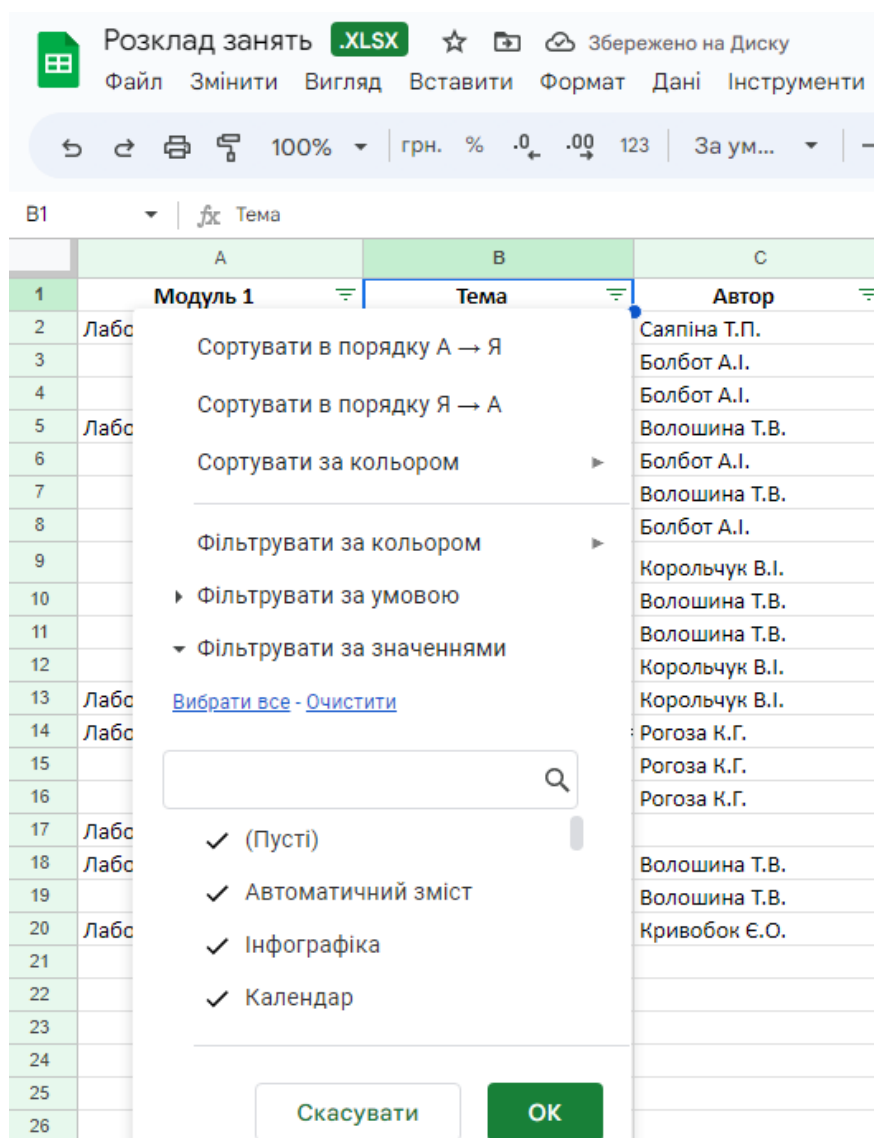 Розклад занять .XLSX Збережено на Диску
Файл Змінити Вигляд Вставити Формат Дані Інструменти
100% грн. % .0 .00 123 За ум...
B1 fx Тема
A B C
1 Модуль 1 Тема Автор
2 Лабо Саяпіна Т.П.
3 Болбот А.І.
4 Болбот А.І.
5 Лабо Волошина Т.В.
6 Болбот А.І.
7 Волошина Т.В.
8 Болбот А.І.
9 Корольчук В.І.
10 Волошина Т.В.
11 Волошина Т.В.
12 Корольчук В.І.
13 Лабо Корольчук В.І.
14 Лабо Рогоза К.Г.
15 Рогоза К.Г.
16 Рогоза К.Г.
17 Лабо
18 Лабо Волошина Т.В.
19 Волошина Т.В.
20 Лабо Кривобок Є.О.
21
22
23
24
25
26
Сортувати в порядку А → Я
Сортувати в порядку Я → А
Сортувати за кольором
Фільтрувати за кольором
Фільтрувати за умовою
Фільтрувати за значеннями
Вибрати все - Очистити
(Пусті)
Автоматичний зміст
Інфографіка
Календар
Скасувати ОК